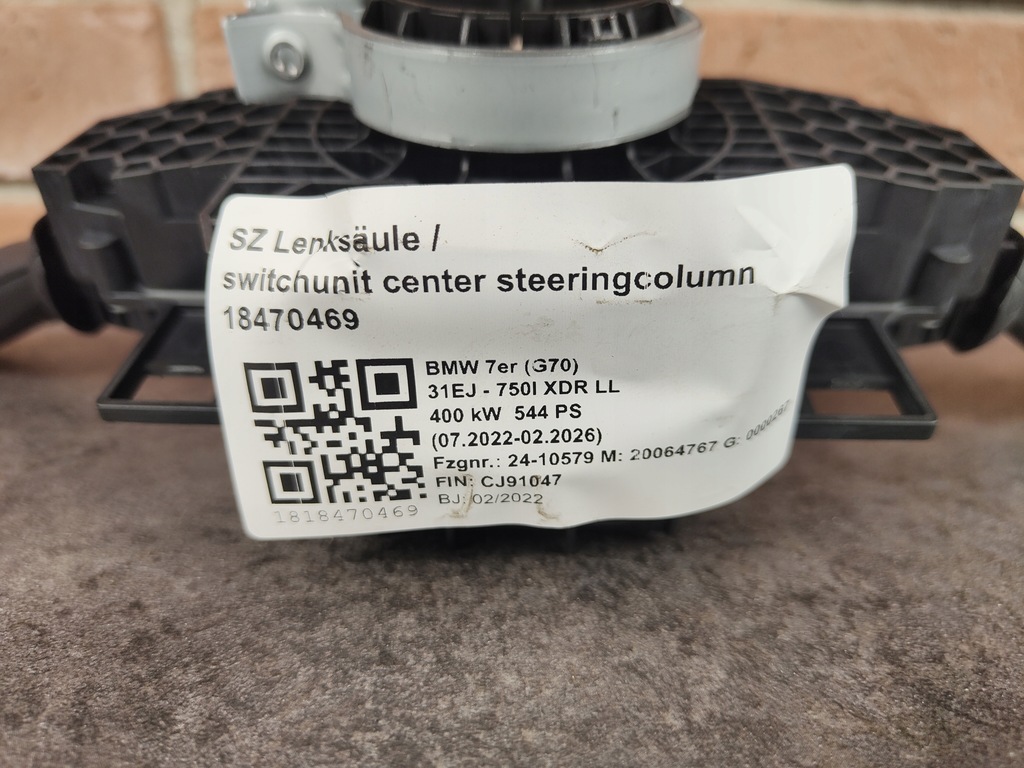 SZ Lenksäule /
switchunit center steeringcolumn
18470469
BMW 7er (G70)
31EJ - 750I XDR LL
400 kW 544 PS
(07.2022-02.2026)
Fzgnr.: 24-10579 M: 20064767 G: 0000267
FIN: CJ91047
BJ: 02/2022
1818470469